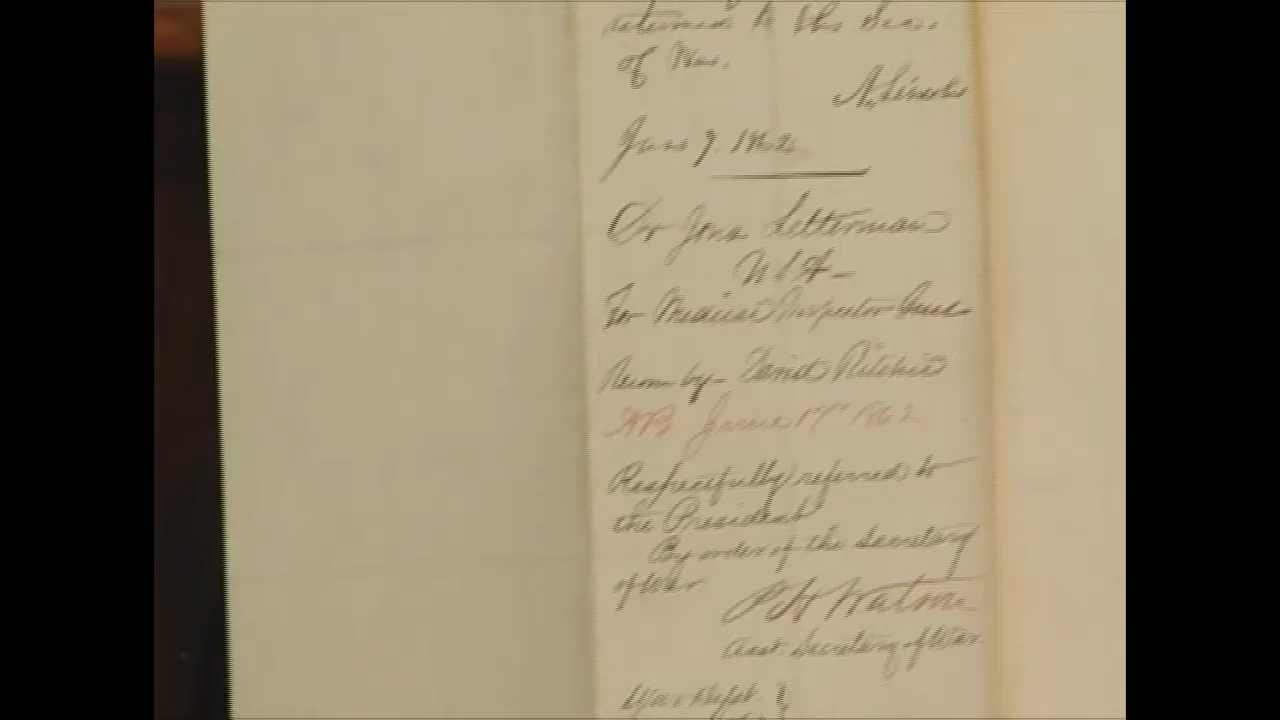 returned to the Sec.
of War.
A. Lincoln
June 9. 1862
Dr Jona Letterman
U S A -
For Medical Inspector Genl
Recom by - David Ritchie
June 17th 1862
Respectfully referred to
the President
By order of the Secretary
of War
P H Watson
Asst. Secretary of War
War Dept. }